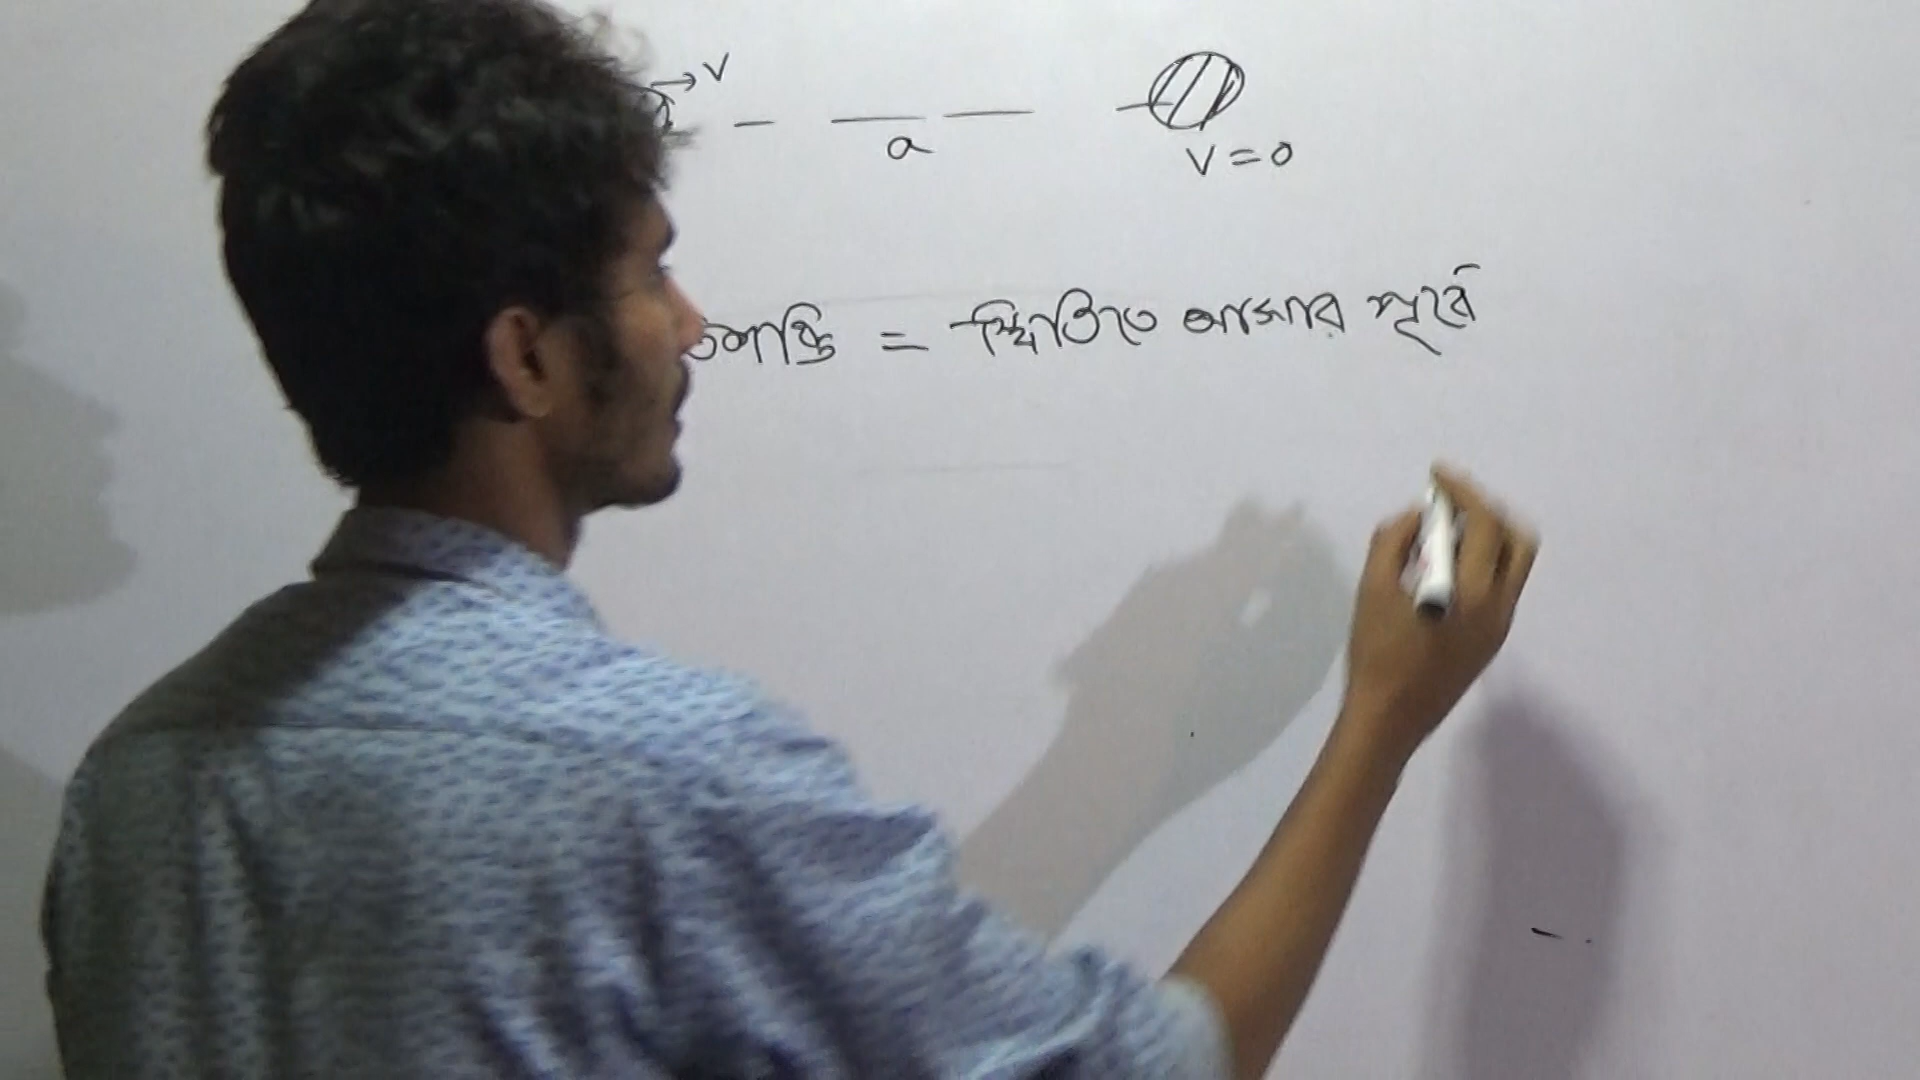 → V
a
V = 0
= স্থিতিতে আসার পূর্বে